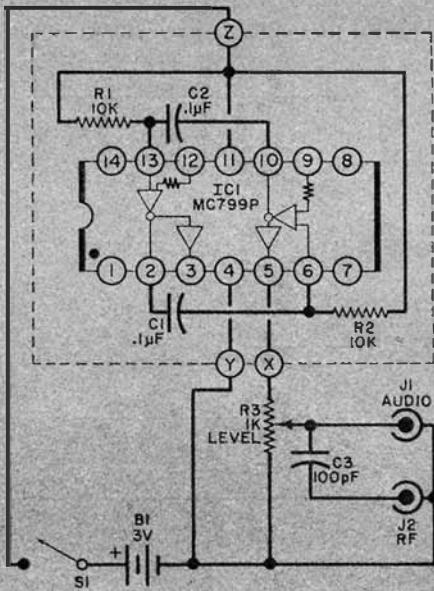 Z
R1
10K
C2
.1µF
14
13
12
11
10
9
8
IC1
MC799P
1
2
3
4
5
6
7
C1
.1µF
R2
10K
Y
X
R3
1K
LEVEL
J1
AUDIO
C3
100pF
J2
RF
B1
3V
+
S1